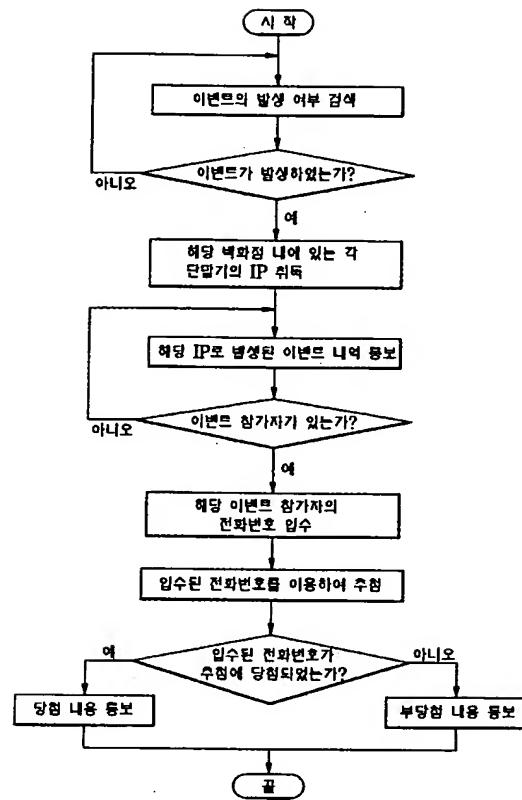 시 작
이벤트의 발생 여부 검색
이벤트가 발생하였는가?
아니오
예
해당 백화점 내에 있는 각
단말기의 IP 취득
해당 IP로 발생된 이벤트 내역 통보
이벤트 참가자가 있는가?
아니오
예
해당 이벤트 참가자의
전화번호 입수
입수된 전화번호를 이용하여 추첨
입수된 전화번호가
추첨에 당첨되었는가?
예
아니오
당첨 내용 통보
부당첨 내용 통보
끝